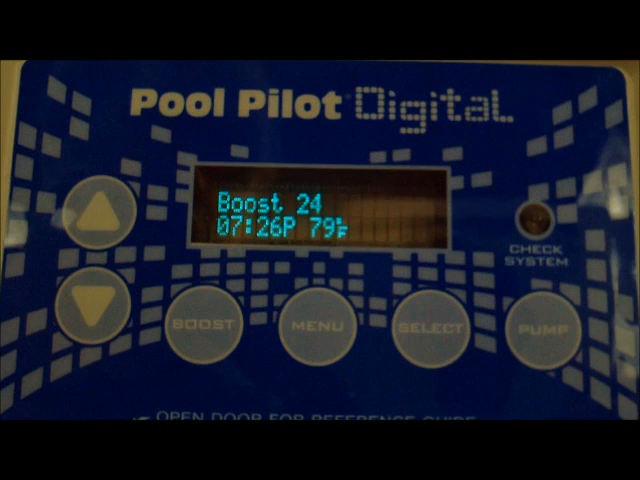 Pool Pilot Digital
Boost 24
07:26P 79°F
CHECK
SYSTEM
BOOST
MENU
SELECT
PUMP
OPEN DOOR FOR REFERENCE GUIDE